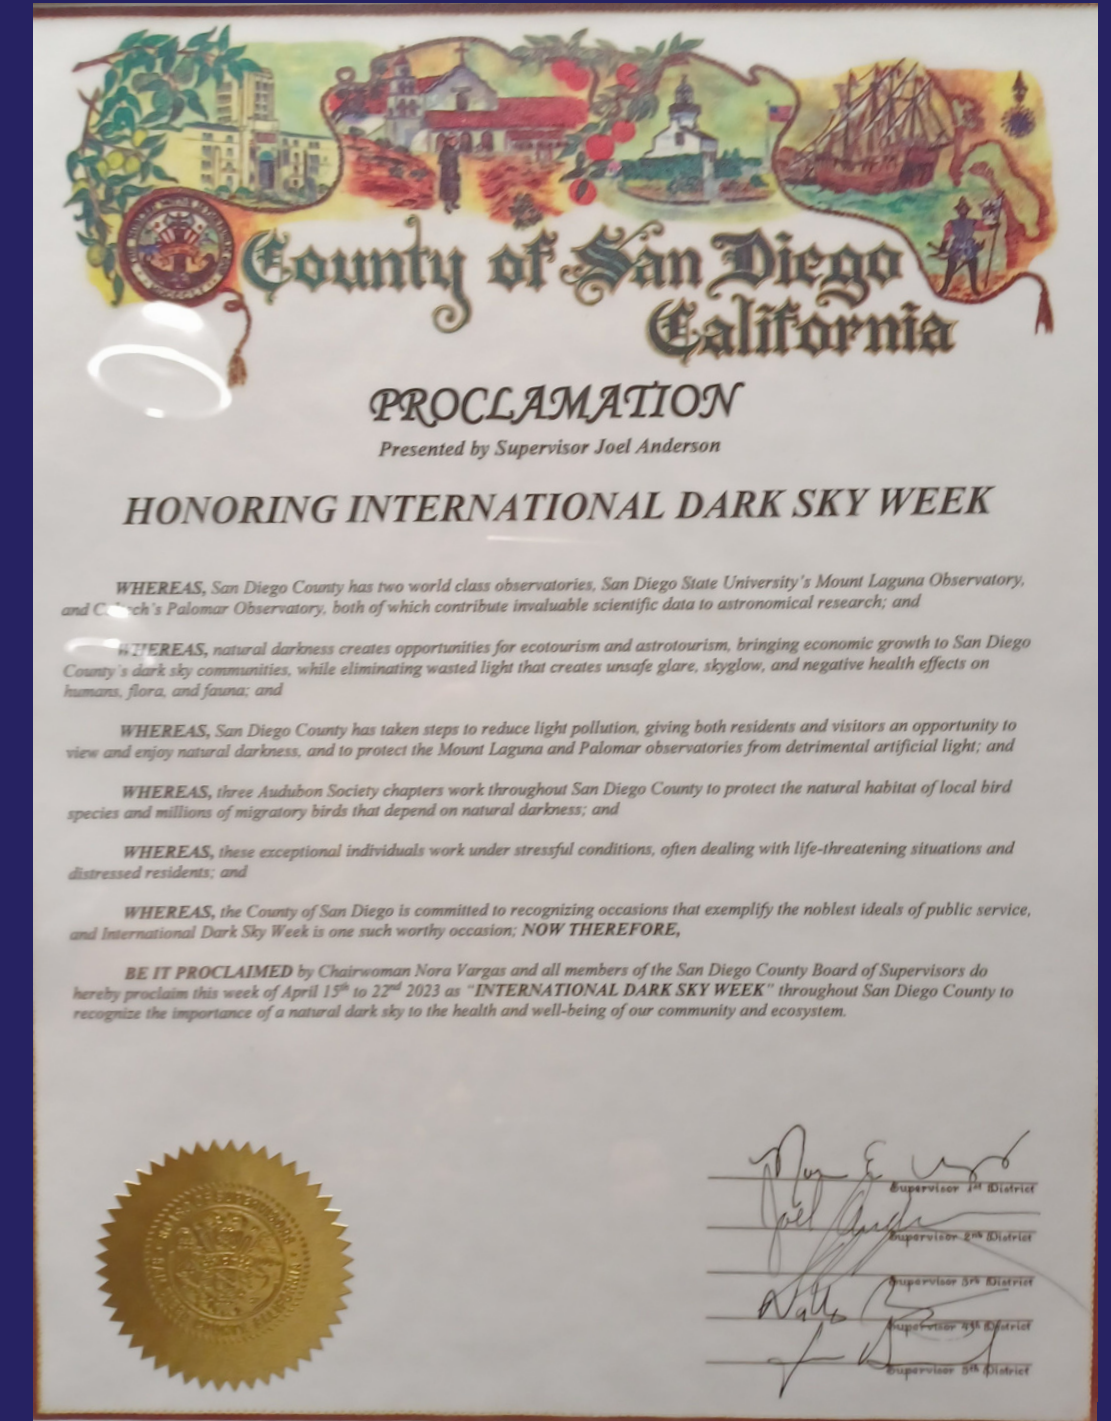 County of San Diego
California
PROCLAMATION
Presented by Supervisor Joel Anderson
HONORING INTERNATIONAL DARK SKY WEEK
WHEREAS, San Diego County has two world class observatories, San Diego State University's Mount Laguna Observatory,
and Palomar Observatory, both of which contribute invaluable scientific data to astronomical research; and
WHEREAS, natural darkness creates opportunities for ecotourism and astrotourism, bringing economic growth to San Diego
County's dark sky communities, while eliminating wasted light that creates unsafe glare, skyglow, and negative health effects on
humans, flora, and fauna; and
WHEREAS, San Diego County has taken steps to reduce light pollution, giving both residents and visitors an opportunity to
view and enjoy natural darkness, and to protect the Mount Laguna and Palomar observatories from detrimental artificial light; and
WHEREAS, three Audubon Society chapters work throughout San Diego County to protect the natural habitat of local bird
species and millions of migratory birds that depend on natural darkness; and
WHEREAS, these exceptional individuals work under stressful conditions, often dealing with life-threatening situations and
distressed residents; and
WHEREAS, the County of San Diego is committed to recognizing occasions that exemplify the noblest ideals of public service,
and International Dark Sky Week is one such worthy occasion; NOW THEREFORE,
BE IT PROCLAIMED by Chairwoman Nora Vargas and all members of the San Diego County Board of Supervisors do
hereby proclaim this week of April 15th to 22nd 2023 as "INTERNATIONAL DARK SKY WEEK" throughout San Diego County to
recognize the importance of a natural dark sky to the health and well-being of our community and ecosystem.
Supervisor 1st District
Joel
Supervisor 2nd District
Supervisor 3rd District
Supervisor 4th District
Supervisor 5th District